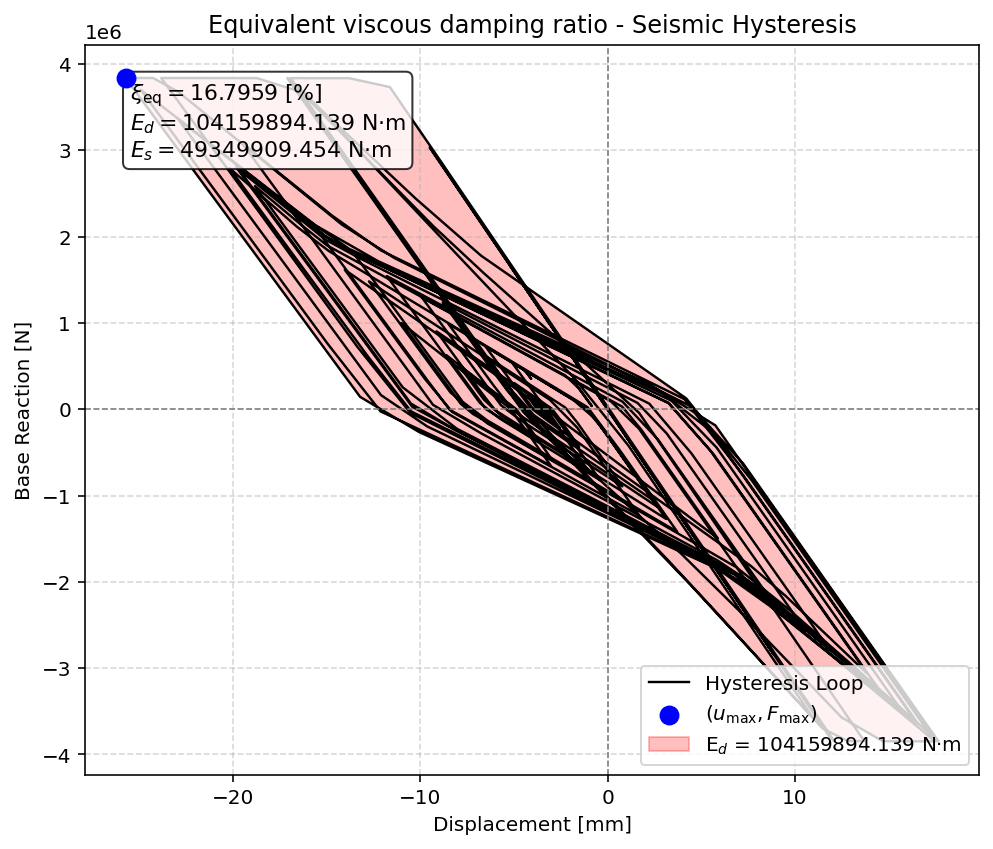 Equivalent viscous damping ratio - Seismic Hysteresis
1e6
4
3
2
1
0
−1
−2
−3
−4
Base Reaction [N]
ξeq = 16.7959 [%]
Ed = 104159894.139 N·m
Es = 49349909.454 N·m
Hysteresis Loop
(umax, Fmax)
Ed = 104159894.139 N·m
−20
−10
0
10
Displacement [mm]